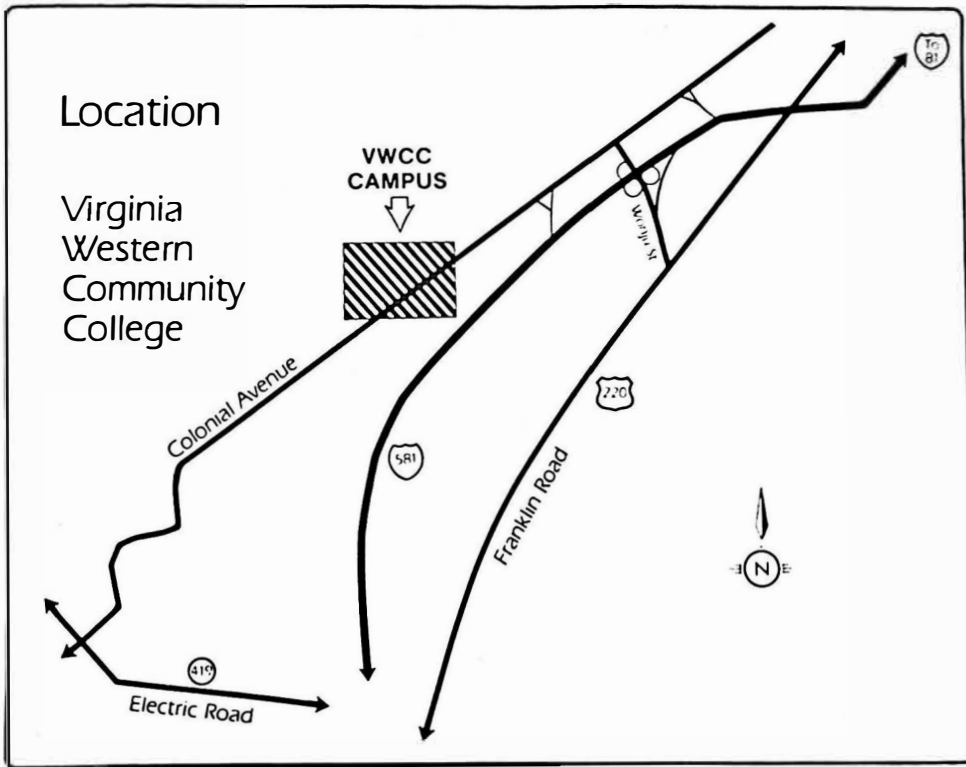 Location
Virginia
Western
Community
College
VWCC
CAMPUS
To
81
Colonial Avenue
581
220
Franklin Road
419
Electric Road
N